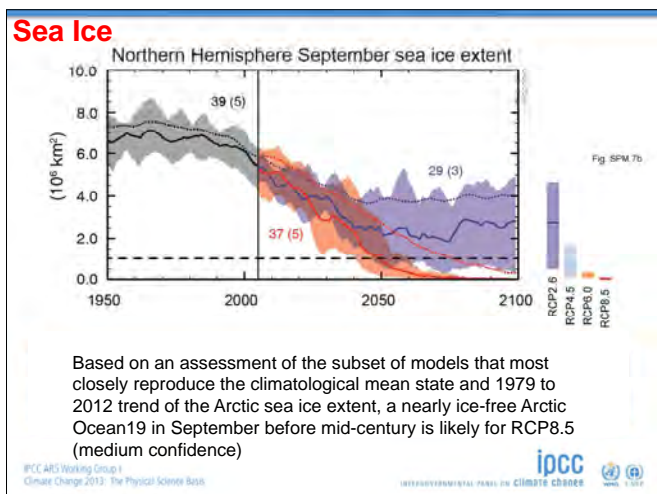 Sea Ice
Northern Hemisphere September sea ice extent
10.0
8.0
6.0
4.0
2.0
0.0
(10⁶ km²)
39 (5)
29 (3)
37 (5)
1950
2000
2050
2100
Fig. SPM.7b
RCP2.6
RCP4.5
RCP6.0
RCP8.5
Based on an assessment of the subset of models that most
closely reproduce the climatological mean state and 1979 to
2012 trend of the Arctic sea ice extent, a nearly ice-free Arctic
Ocean19 in September before mid-century is likely for RCP8.5
(medium confidence)
IPCC AR5 Working Group I
Climate Change 2013: The Physical Science Basis
ipcc
INTERGOVERNMENTAL PANEL ON climate change